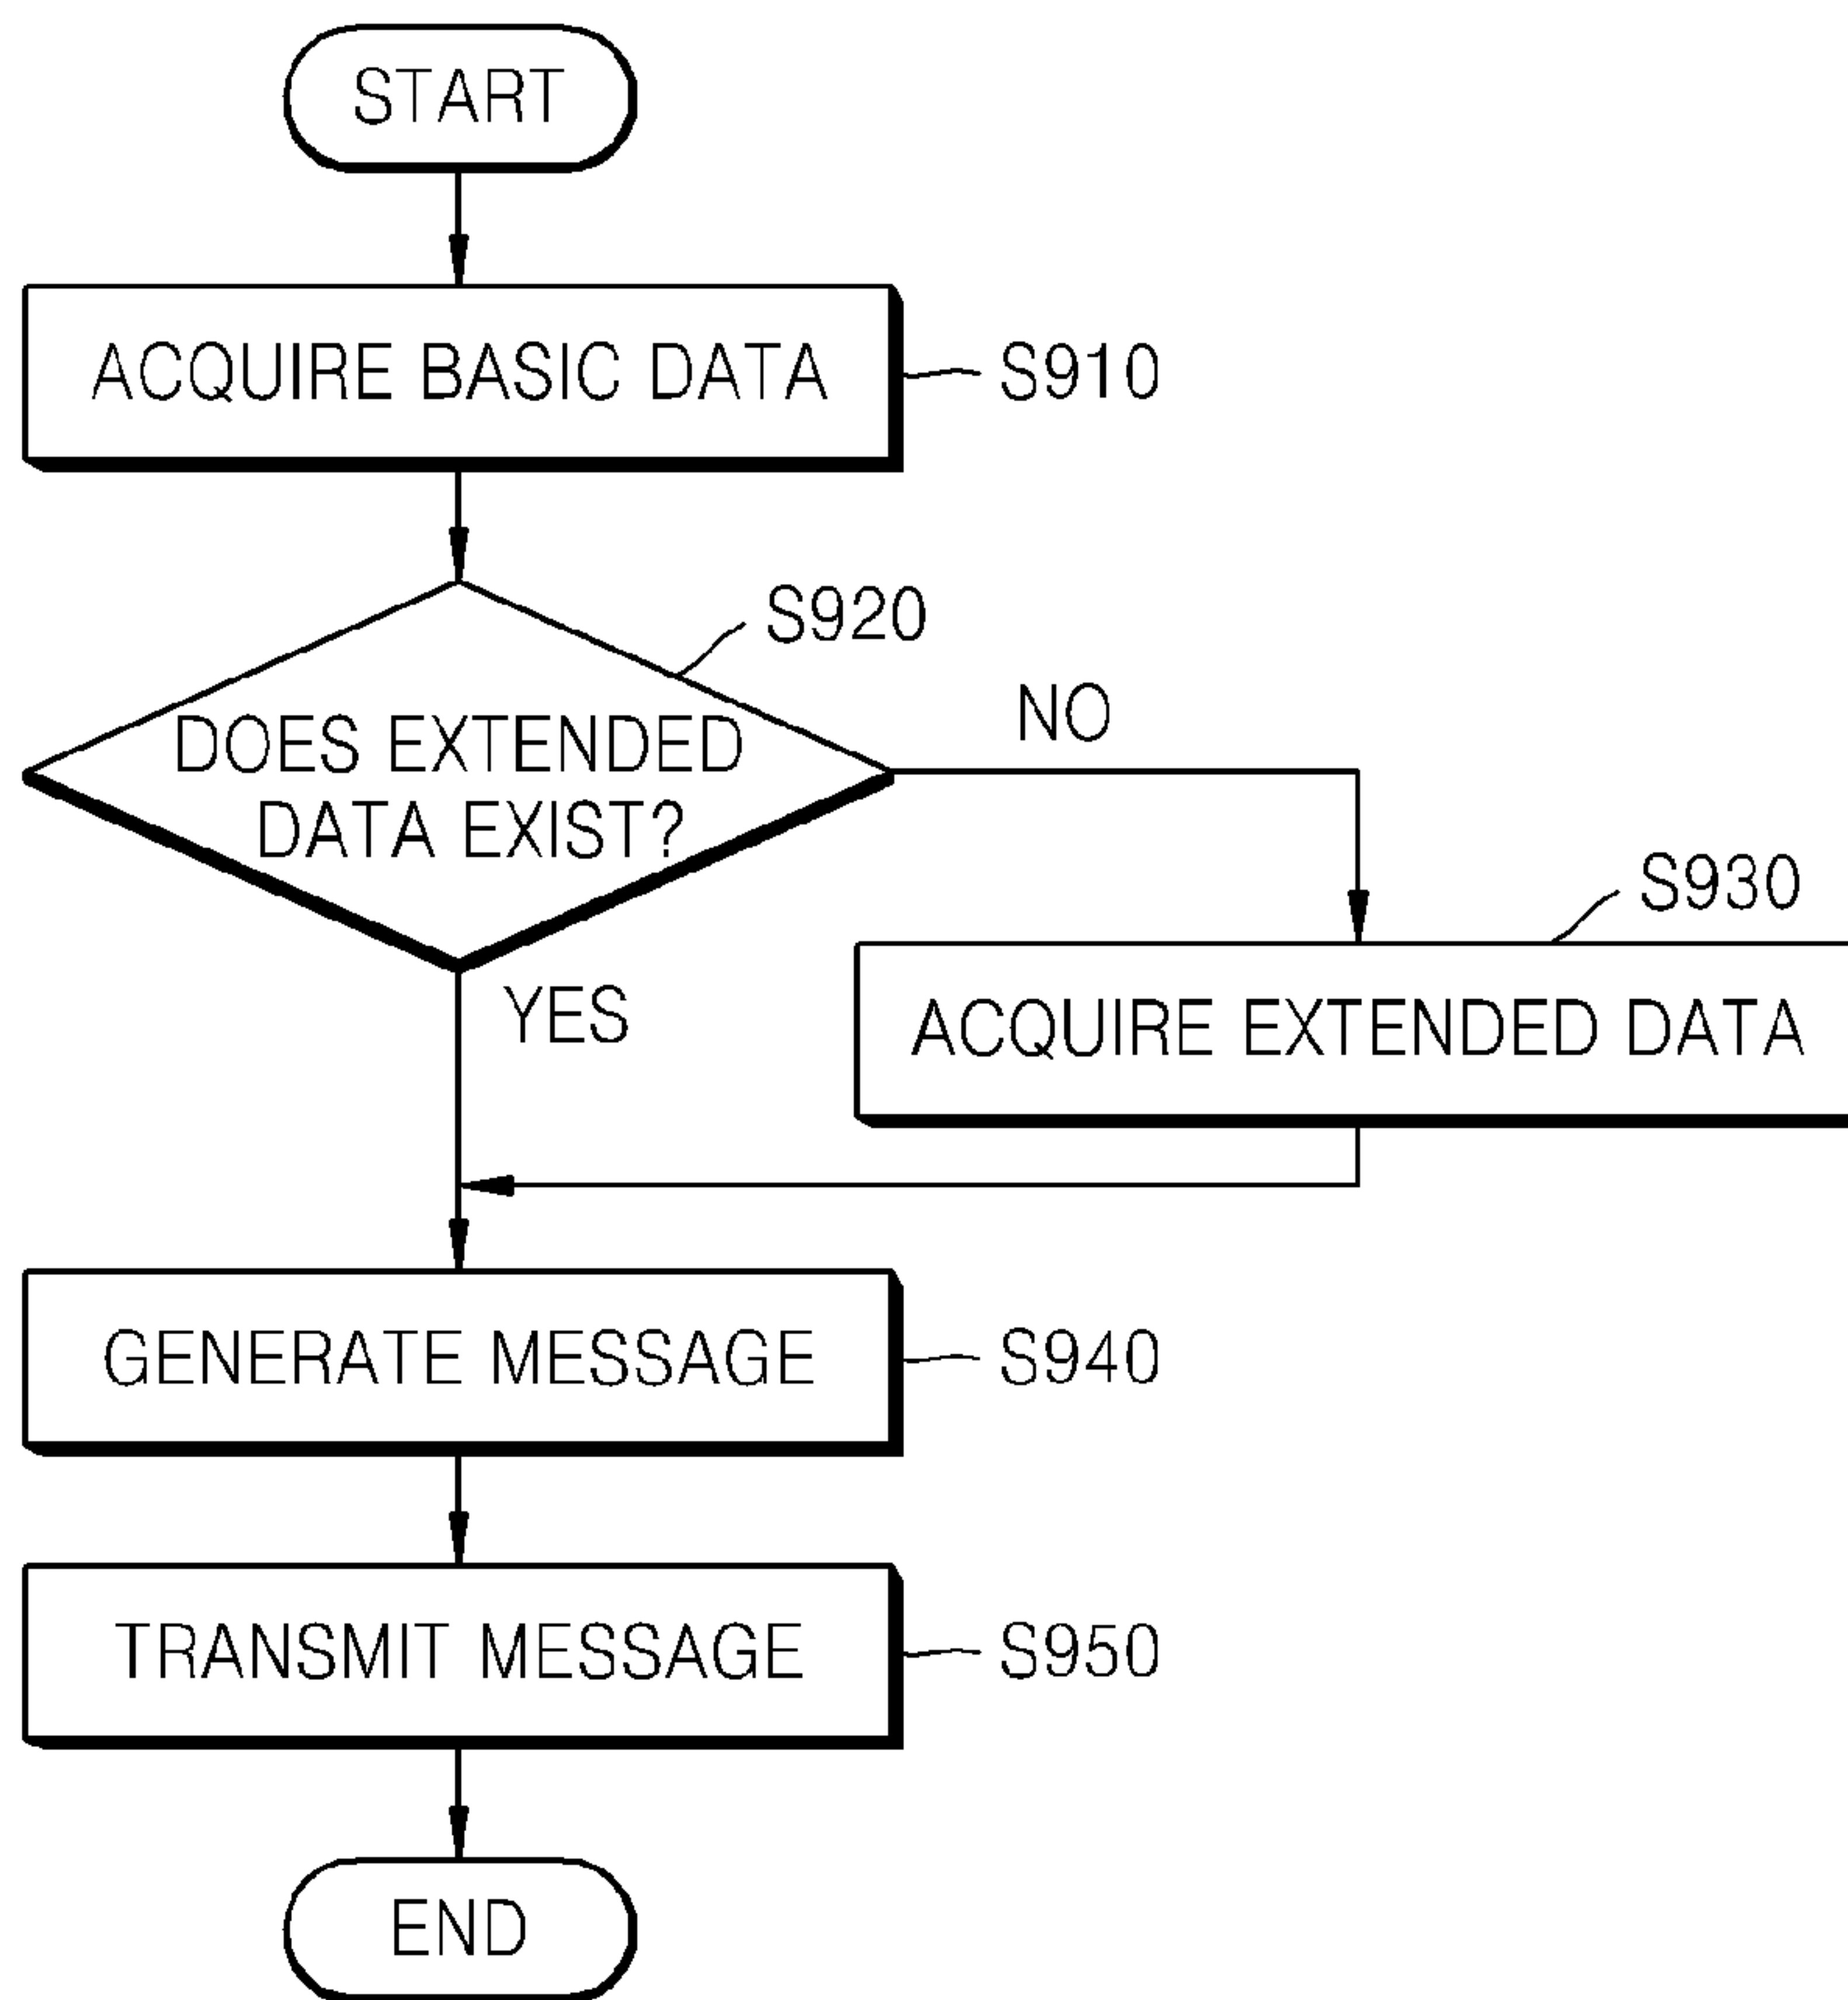 START
ACQUIRE BASIC DATA
S910
S920
DOES EXTENDED
DATA EXIST?
NO
YES
S930
ACQUIRE EXTENDED DATA
GENERATE MESSAGE
S940
TRANSMIT MESSAGE
S950
END